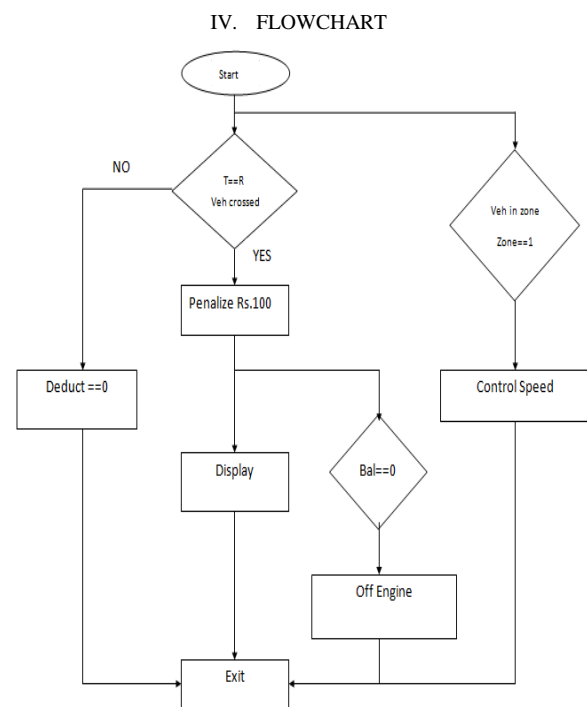 IV. FLOWCHART
Start
NO
T==R
Veh crossed
Veh in zone
Zone==1
YES
Penalize Rs.100
Deduct ==0
Control Speed
Display
Bal==0
Off Engine
Exit